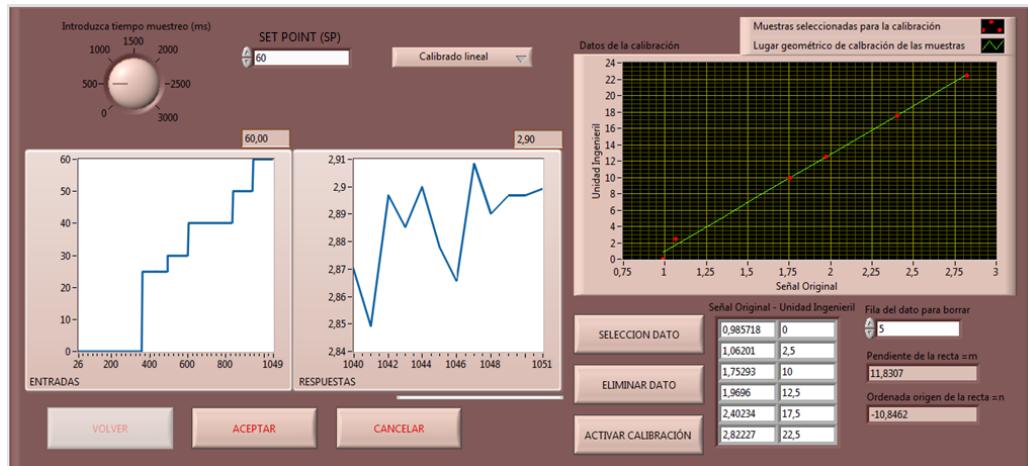 Introduzca tiempo muestreo (ms)
1500
1000 2000
500 2500
0 3000
SET POINT (SP)
60
Calibrado lineal
Muestras seleccionadas para la calibración
Lugar geométrico de calbración de las muestras
Datos de la calibración
24
22
20
18
16
14
12
10
8
6
4
2
0
Unidad Ingenieril
0,75 1 1,25 1,5 1,75 2 2,25 2,5 2,75 3
Señal Original
60,00
60
50
40
30
20
10
0
26 200 400 600 800 1049
ENTRADAS
2,90
2,91
2,9
2,89
2,88
2,87
2,86
2,85
2,84
1040 1042 1044 1046 1048 1051
RESPUESTAS
VOLVER
ACEPTAR
CANCELAR
SELECCION DATO
ELIMINAR DATO
ACTIVAR CALIBRACIÓN
Señal Original - Unidad Ingenieril
0,985718 0
1,06201 2,5
1,75293 10
1,9696 12,5
2,40234 17,5
2,82227 22,5
Fila del dato para borrar
5
Pendiente de la recta =m
11,8307
Ordenada origen de la recta =n
-10,8462